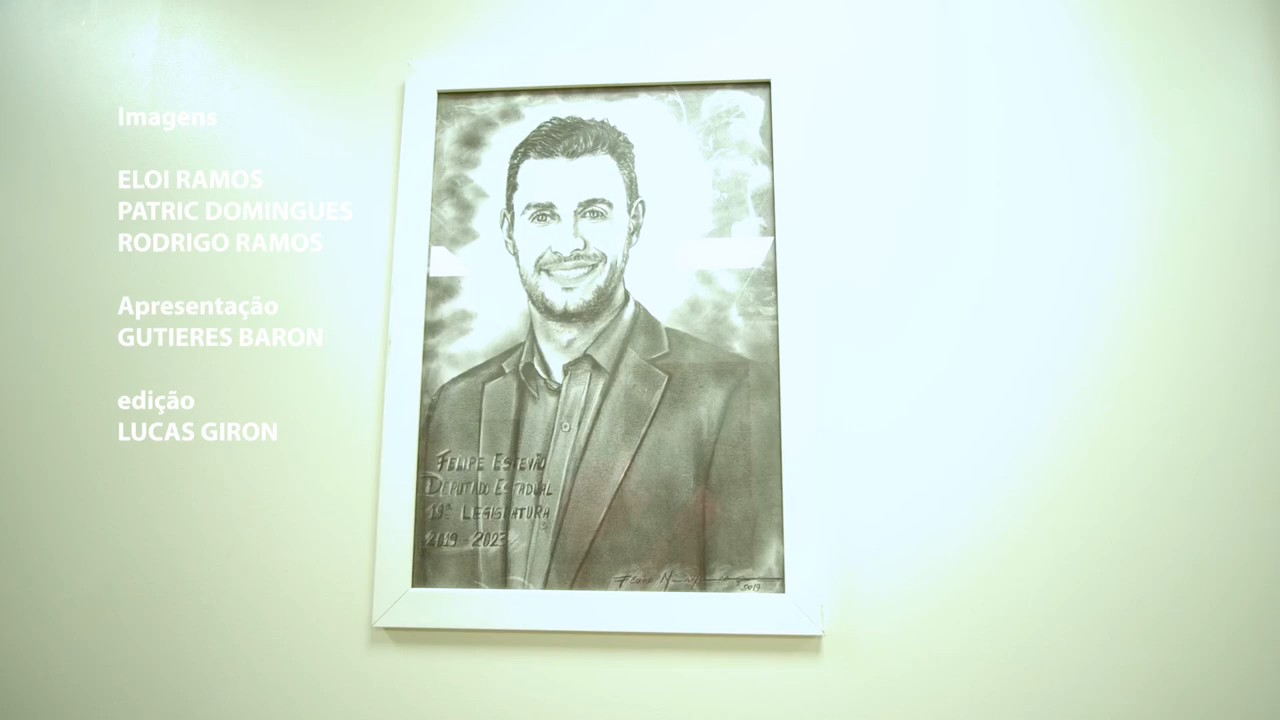 Imagens
ELOI RAMOS
PATRIC DOMINGUES
RODRIGO RAMOS
Apresentação
GUTIERES BARON
edição
LUCAS GIRON
FELIPE ESTEVÃO
DEPUTADO ESTADUAL
19ª LEGISLATURA
2019-2023